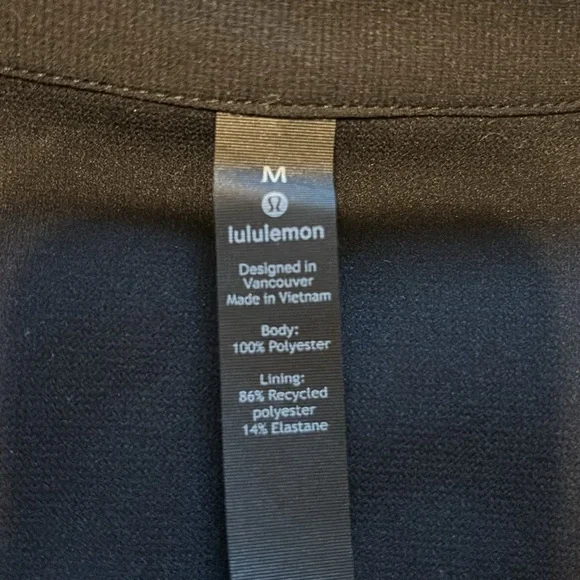 M
lululemon
Designed in
Vancouver
Made in Vietnam
Body:
100% Polyester
Lining:
86% Recycled
polyester
14% Elastane